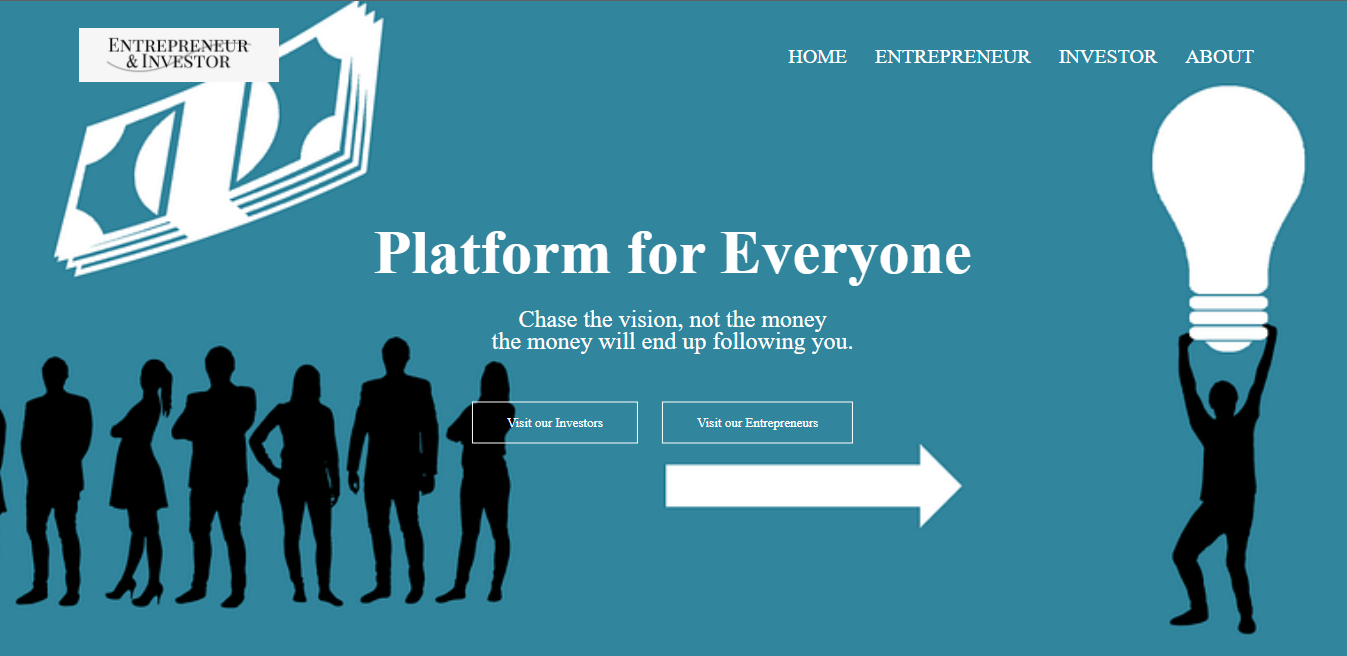 ENTREPRENEUR
& INVESTOR
HOME ENTREPRENEUR INVESTOR ABOUT
Platform for Everyone
Chase the vision, not the money
the money will end up following you.
Visit our Investors Visit our Entrepreneurs